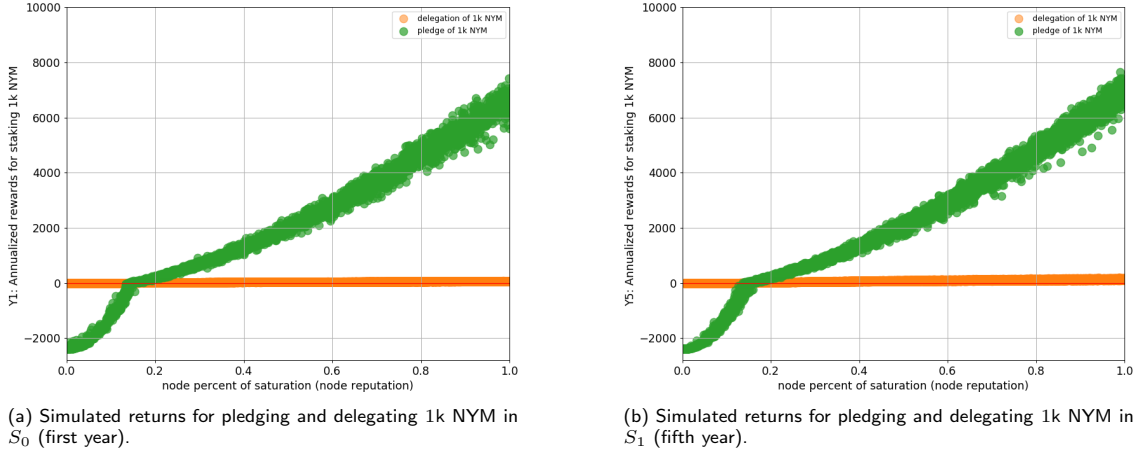 10000
8000
6000
4000
2000
0
−2000
Y1: Annualized rewards for staking 1k NYM
delegation of 1k NYM
pledge of 1k NYM
0.0 0.2 0.4 0.6 0.8 1.0
node percent of saturation (node reputation)
(a) Simulated returns for pledging and delegating 1k NYM in
S0 (first year).
10000
8000
6000
4000
2000
0
−2000
Y5: Annualized rewards for staking 1k NYM
delegation of 1k NYM
pledge of 1k NYM
0.0 0.2 0.4 0.6 0.8 1.0
node percent of saturation (node reputation)
(b) Simulated returns for pledging and delegating 1k NYM in
S1 (fifth year).